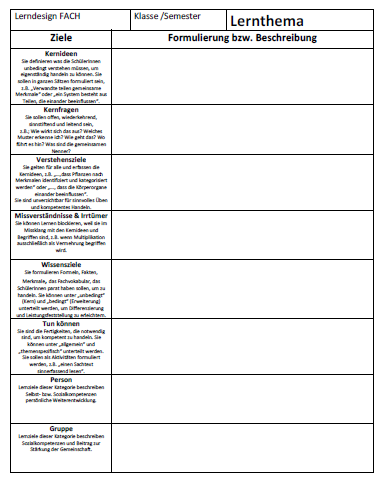 Lerndesign FACH
Klasse /Semester
Lernthema
Ziele
Formulierung bzw. Beschreibung
Kernideen
Sie definieren was die SchülerInnen
unbedingt verstehen müssen, um
eigenständig handeln zu können. Sie
sollen in ganzen Sätzen formuliert sein,
z.B. „Verwandte teilen gemeinsame
Merkmale" oder „ein System besteht aus
Teilen, die einander beeinflussen".
Kernfragen
Sie sollen offen, wiederkehrend,
sinnstiftend und leitend sein,
z.B.: Wie wirkt sich das aus? Welches
Muster erkenne ich? Wie geht das? Wo
führt es hin? Was sind die gemeinsamen
Nenner?
Verstehensziele
Sie gelten für alle und erfassen die
Kernideen, z.B. „...,dass Pflanzen nach
Merkmalen identifiziert und kategorisiert
werden" oder „..., dass die Körperorgane
einander beeinflussen".
Sie sind unverzichtbar für sinnvolles Üben
und kompetentes Handeln.
Missverständnisse & Irrtümer
Sie können Lernen blockieren, weil sie im
Missklang mit den Kernideen und
Begriffen sind, z.B. wenn Multiplikation
ausschließlich als Vermehrung begriffen
wird.
Wissensziele
Sie formulieren Formeln, Fakten,
Merkmale, das Fachvokabular, das
SchülerInnen parat haben sollen, um zu
handeln. Sie können unter „unbedingt"
(Kern) und „bedingt" (Erweiterung)
unterteilt werden, um Differenzierung
und Leistungsfeststellung zu erleichtern.
Tun können
Sie sind die Fertigkeiten, die notwendig
sind, um kompetent zu handeln. Sie
können unter „allgemein" und
„themenspezifisch" unterteilt werden.
Sie sollen als Aktivitäten formuliert
werden, z.B. „einen Sachtext
sinnerfassend lesen".
Person
Lernziele dieser Kategorie beschreiben
Selbst- bzw. Sozialkompetenzen
persönliche Weiterentwicklung.
Gruppe
Lernziele dieser Kategorie beschreiben
Sozialkompetenzen und Beitrag zur
Stärkung der Gemeinschaft.